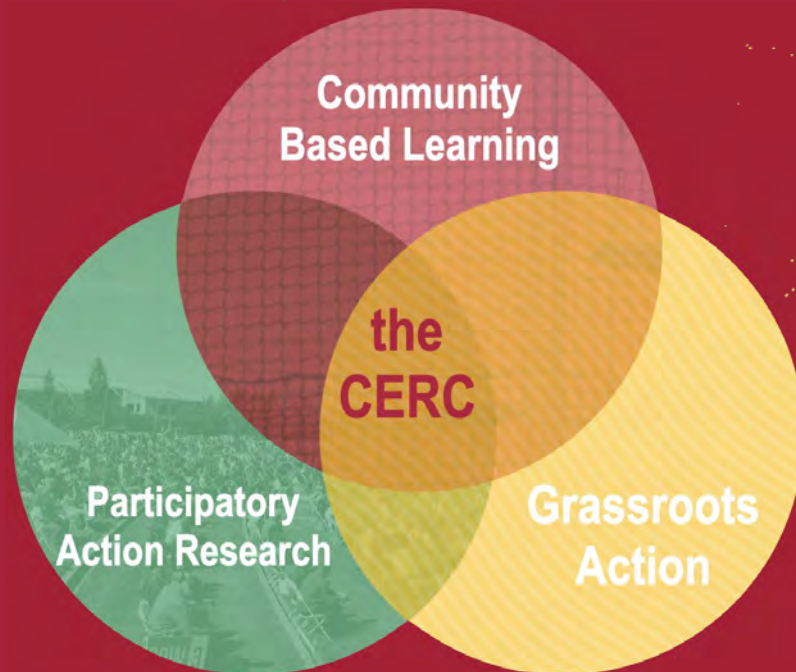 Community
Based Learning
the
CERC
Participatory
Action Research
Grassroots
Action